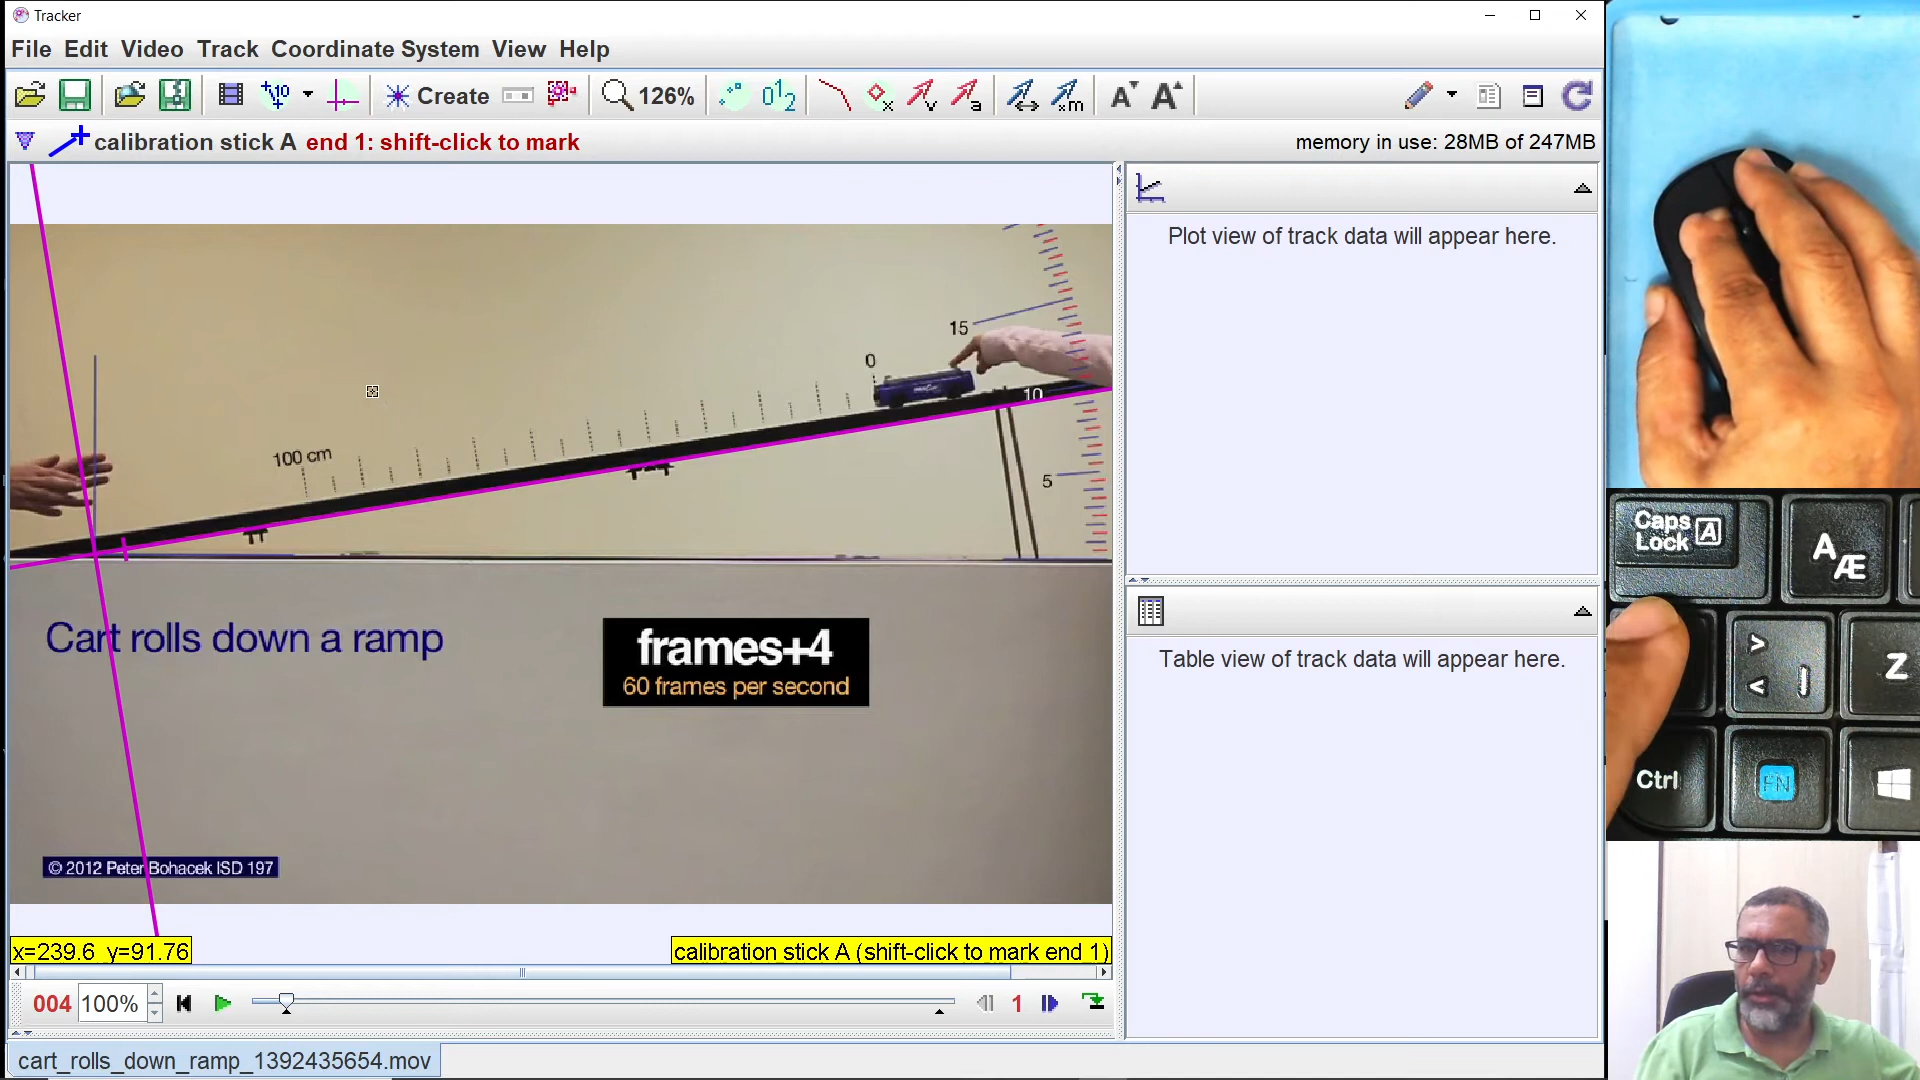 Tracker
File Edit Video Track Coordinate System View Help
Create 126%
calibration stick A end 1: shift-click to mark
memory in use: 28MB of 247MB
Plot view of track data will appear here.
15
0
10
100 cm
5
Cart rolls down a ramp
frames+4
60 frames per second
Table view of track data will appear here.
© 2012 Peter Bohacek ISD 197
x=239.6 y=91.76
calibration stick A (shift-click to mark end 1)
004 100% 1
cart_rolls_down_ramp_1392435654.mov
Caps Lock A
A Æ
> <
Z
Ctrl
FN